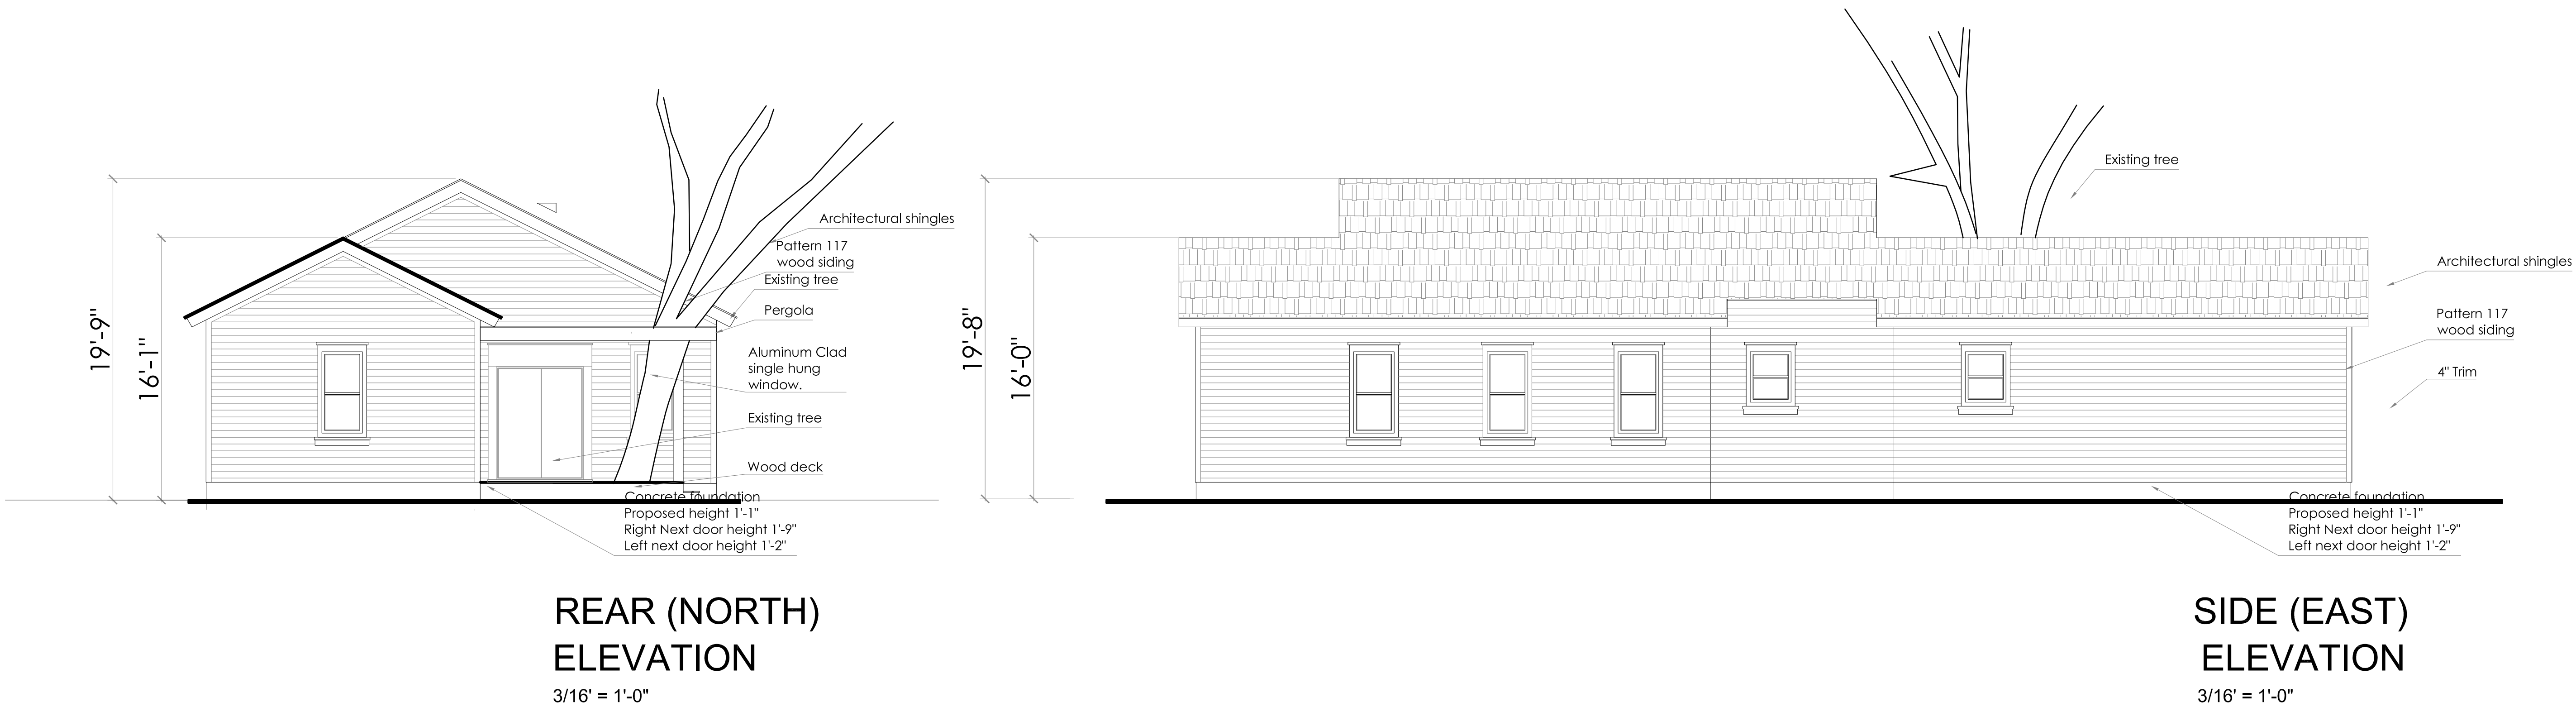 19'-9"
16'-1"
Architectural shingles
Pattern 117
wood siding
Existing tree
Pergola
Aluminum Clad
single hung
window.
Existing tree
Wood deck
Concrete foundation
Proposed height 1'-1"
Right Next door height 1'-9"
Left next door height 1'-2"
REAR (NORTH)
ELEVATION
3/16' = 1'-0"
19'-8"
16'-0"
Existing tree
Architectural shingles
Pattern 117
wood siding
4" Trim
Concrete foundation
Proposed height 1'-1"
Right Next door height 1'-9"
Left next door height 1'-2"
SIDE (EAST)
ELEVATION
3/16' = 1'-0"